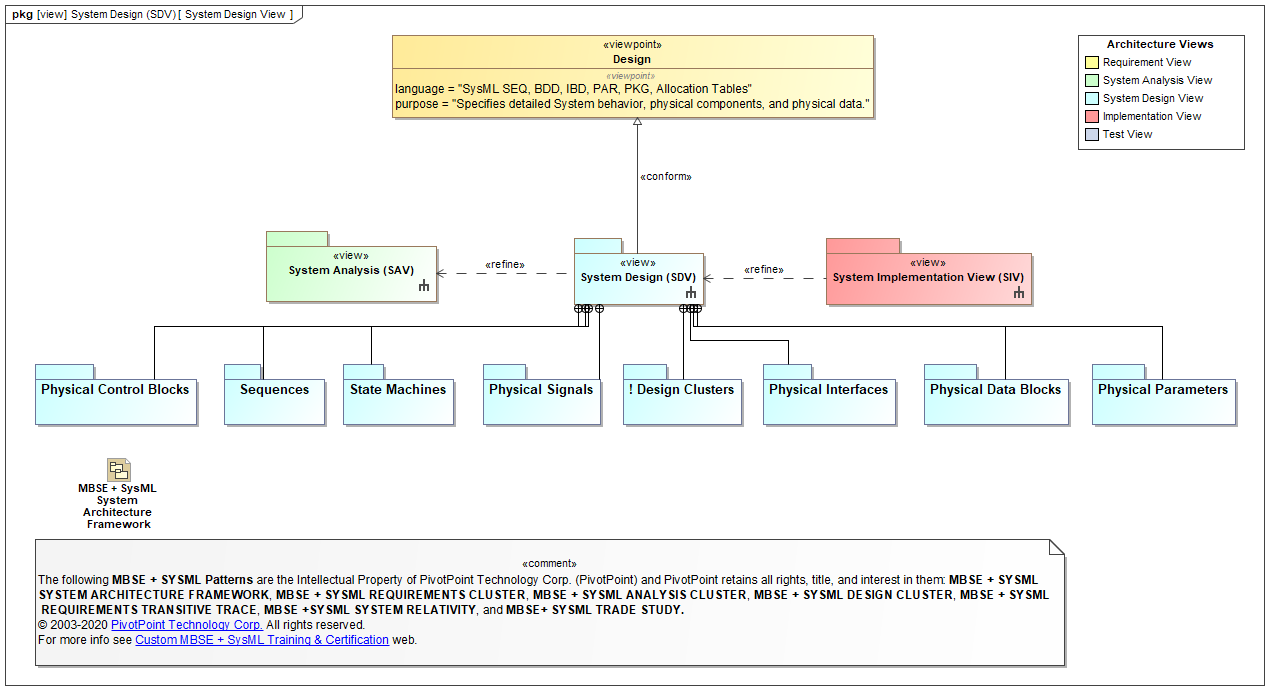 pkg [view] System Design (SDV) [ System Design View ]
«viewpoint»
Design
«viewpoint»
language = "SysML SEQ, BDD, IBD, PAR, PKG, Allocation Tables"
purpose = "Specifies detailed System behavior, physical components, and physical data."
Architecture Views
Requirement View
System Analysis View
System Design View
Implementation View
Test View
«conform»
«view»
System Analysis (SAV)
«refine»
«view»
System Design (SDV)
«refine»
«view»
System Implementation View (SIV)
Physical Control Blocks
Sequences
State Machines
Physical Signals
! Design Clusters
Physical Interfaces
Physical Data Blocks
Physical Parameters
MBSE + SysML
System
Architecture
Framework
«comment»
The following MBSE + SYSML Patterns are the Intellectual Property of PivotPoint Technology Corp. (PivotPoint) and PivotPoint retains all rights, title, and interest in them: MBSE + SYSML
SYSTEM ARCHITECTURE FRAMEWORK, MBSE + SYSML REQUIREMENTS CLUSTER, MBSE + SYSML ANALYSIS CLUSTER, MBSE + SYSML DESIGN CLUSTER, MBSE + SYSML
REQUIREMENTS TRANSITIVE TRACE, MBSE +SYSML SYSTEM RELATIVITY, and MBSE+ SYSML TRADE STUDY.
© 2003-2020 PivotPoint Technology Corp. All rights reserved.
For more info see Custom MBSE + SysML Training & Certification web.